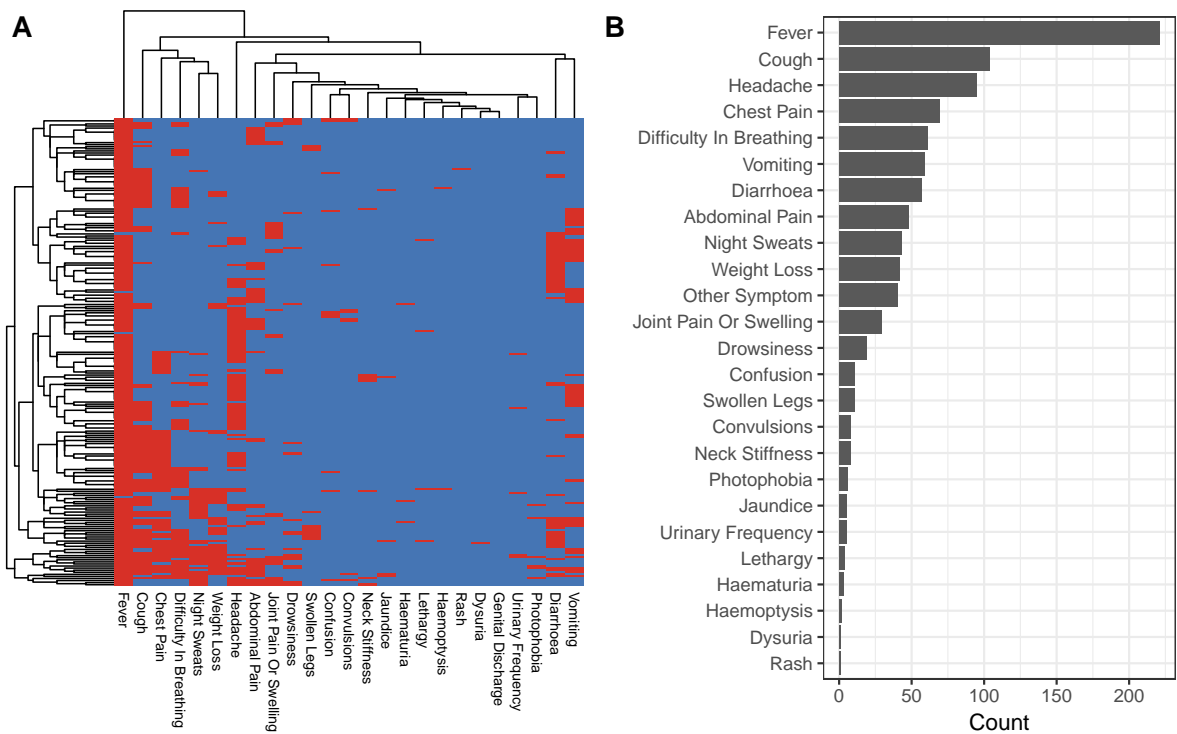 A
Fever
Cough
Chest Pain
Difficulty In Breathing
Night Sweats
Weight Loss
Headache
Abdominal Pain
Joint Pain Or Swelling
Drowsiness
Swollen Legs
Confusion
Convulsions
Neck Stiffness
Jaundice
Haematuria
Lethargy
Haemoptysis
Rash
Dysuria
Genital Discharge
Urinary Frequency
Photophobia
Diarrhoea
Vomiting
B
Fever
Cough
Headache
Chest Pain
Difficulty In Breathing
Vomiting
Diarrhoea
Abdominal Pain
Night Sweats
Weight Loss
Other Symptom
Joint Pain Or Swelling
Drowsiness
Confusion
Swollen Legs
Convulsions
Neck Stiffness
Photophobia
Jaundice
Urinary Frequency
Lethargy
Haematuria
Haemoptysis
Dysuria
Rash
0 50 100 150 200
Count